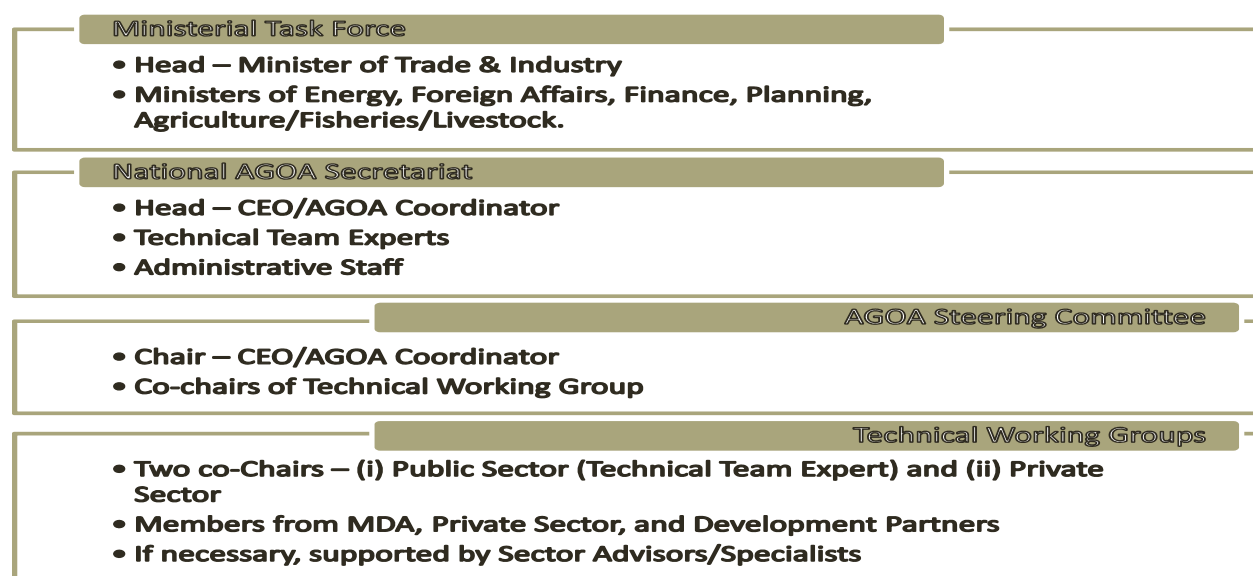 Ministerial Task Force
• Head – Minister of Trade & Industry
• Ministers of Energy, Foreign Affairs, Finance, Planning,
Agriculture/Fisheries/Livestock.
National AGOA Secretariat
• Head – CEO/AGOA Coordinator
• Technical Team Experts
• Administrative Staff
AGOA Steering Committee
• Chair – CEO/AGOA Coordinator
• Co-chairs of Technical Working Group
Technical Working Groups
• Two co-Chairs – (i) Public Sector (Technical Team Expert) and (ii) Private
Sector
• Members from MDA, Private Sector, and Development Partners
• If necessary, supported by Sector Advisors/Specialists